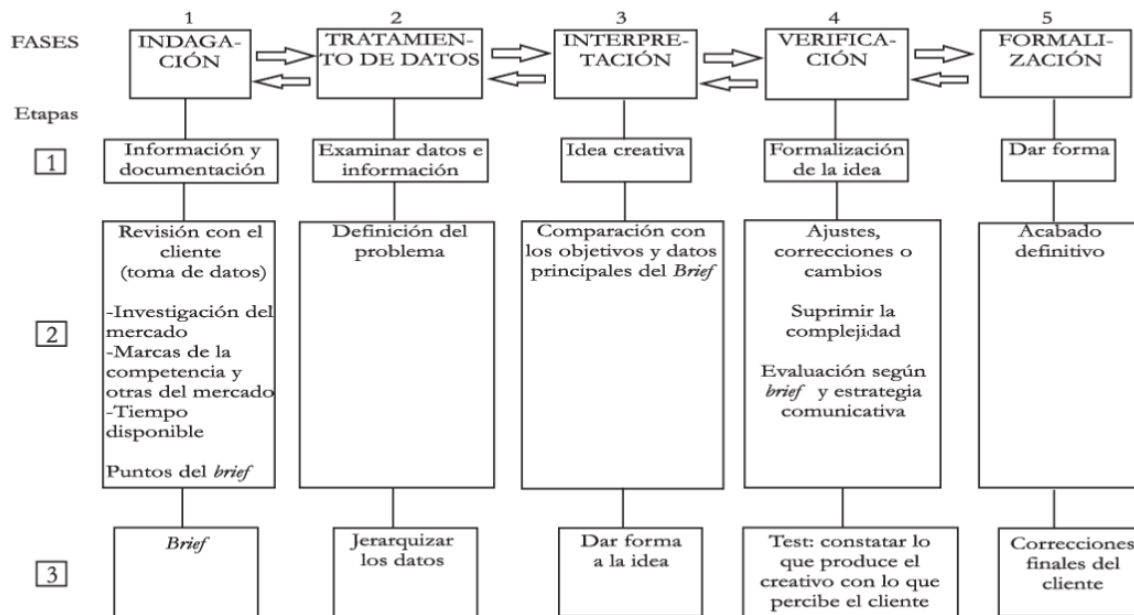 1 2 3 4 5
FASES
INDAGA-
CIÓN
TRATAMIEN-
TO DE DATOS
INTERPRE-
TACIÓN
VERIFICA-
CIÓN
FORMALI-
ZACIÓN
Etapas
1
Información y
documentación
Examinar datos e
información
Idea creativa
Formalización
de la idea
Dar forma
2
Revisión con el
cliente
(toma de datos)
-Investigación del
mercado
-Marcas de la
competencia y
otras del mercado
-Tiempo
disponible
Puntos del brief
Definición del
problema
Comparación con
los objetivos y datos
principales del Brief
Ajustes,
correcciones o
cambios
Suprimir la
complejidad
Evaluación según
brief y estrategia
comunicativa
Acabado
definitivo
3
Brief
Jerarquizar
los datos
Dar forma
a la idea
Test: constatar lo
que produce el
creativo con lo que
percibe el cliente
Correcciones
finales del
cliente